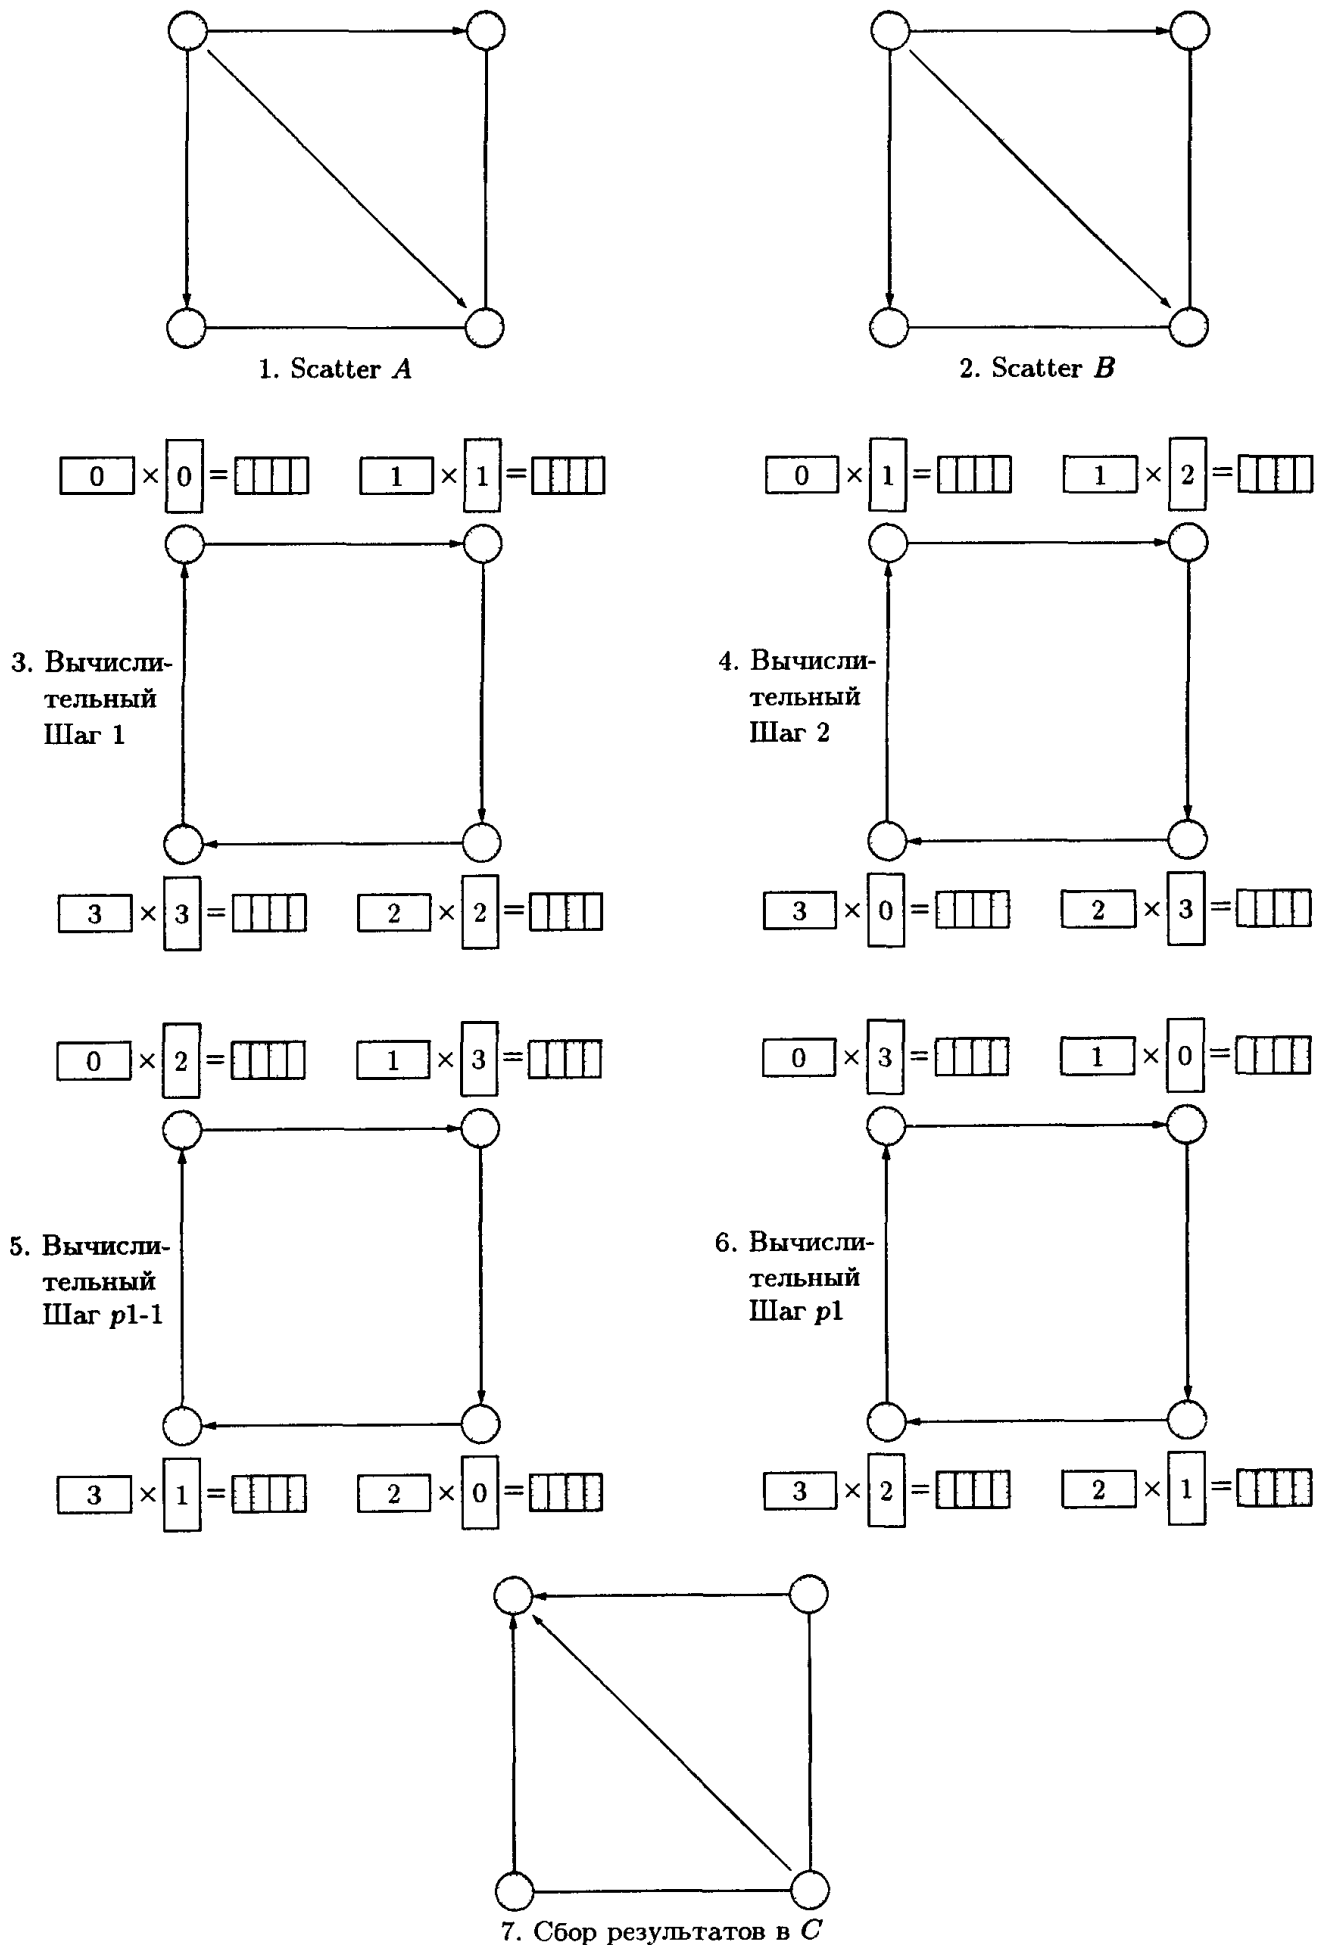 1. Scatter A
2. Scatter B
0 × 0 = 1 × 1 =
0 × 1 = 1 × 2 =
3. Вычисли-
тельный
Шаг 1
4. Вычисли-
тельный
Шаг 2
3 × 3 = 2 × 2 =
3 × 0 = 2 × 3 =
0 × 2 = 1 × 3 =
0 × 3 = 1 × 0 =
5. Вычисли-
тельный
Шаг p1-1
6. Вычисли-
тельный
Шаг p1
3 × 1 = 2 × 0 =
3 × 2 = 2 × 1 =
7. Сбор результатов в C